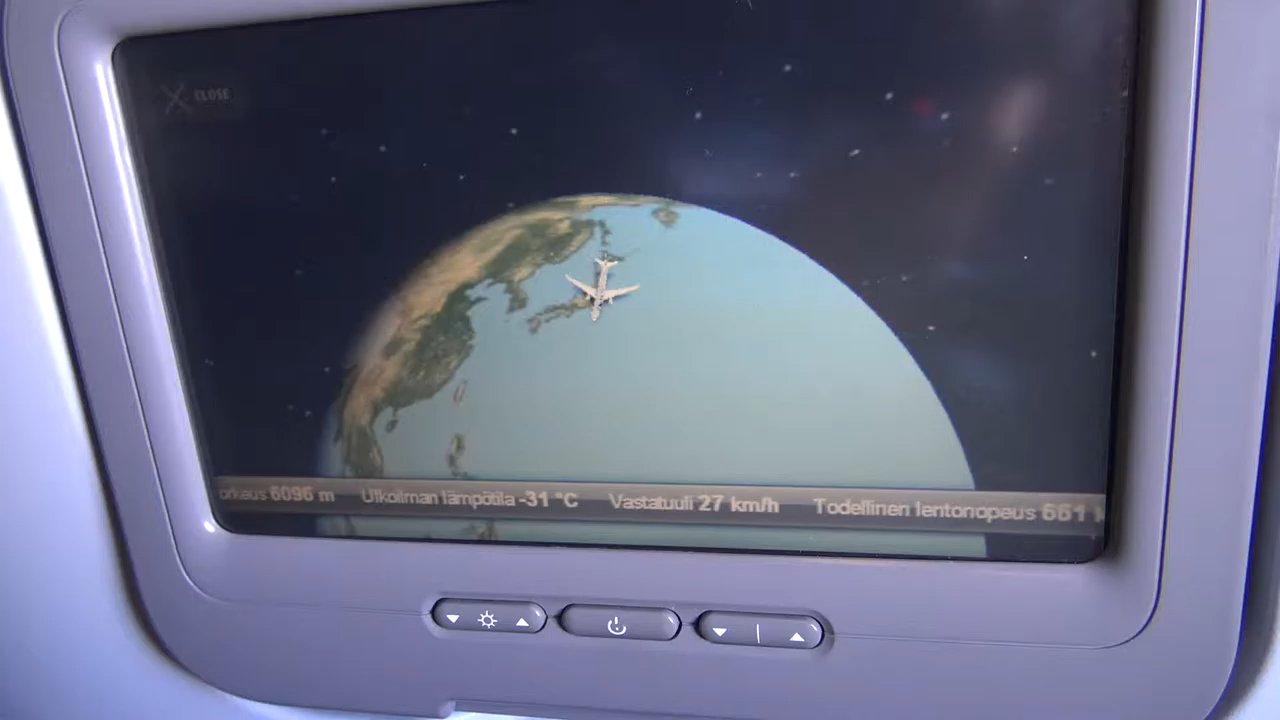 CLOSE
orkeus 6096 m Ulkoilman lämpötila -31 °C Vastatuuli 27 km/h Todellinen lentonopeus 661